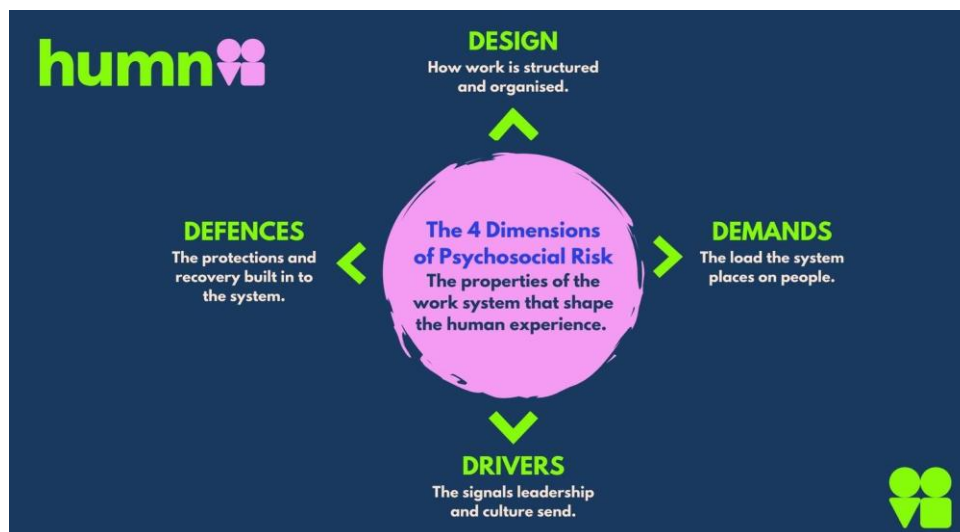 humn
DESIGN
How work is structured
and organised.
DEFENCES
The protections and
recovery built in to
the system.
The 4 Dimensions
of Psychosocial Risk
The properties of the
work system that shape
the human experience.
DEMANDS
The load the system
places on people.
DRIVERS
The signals leadership
and culture send.